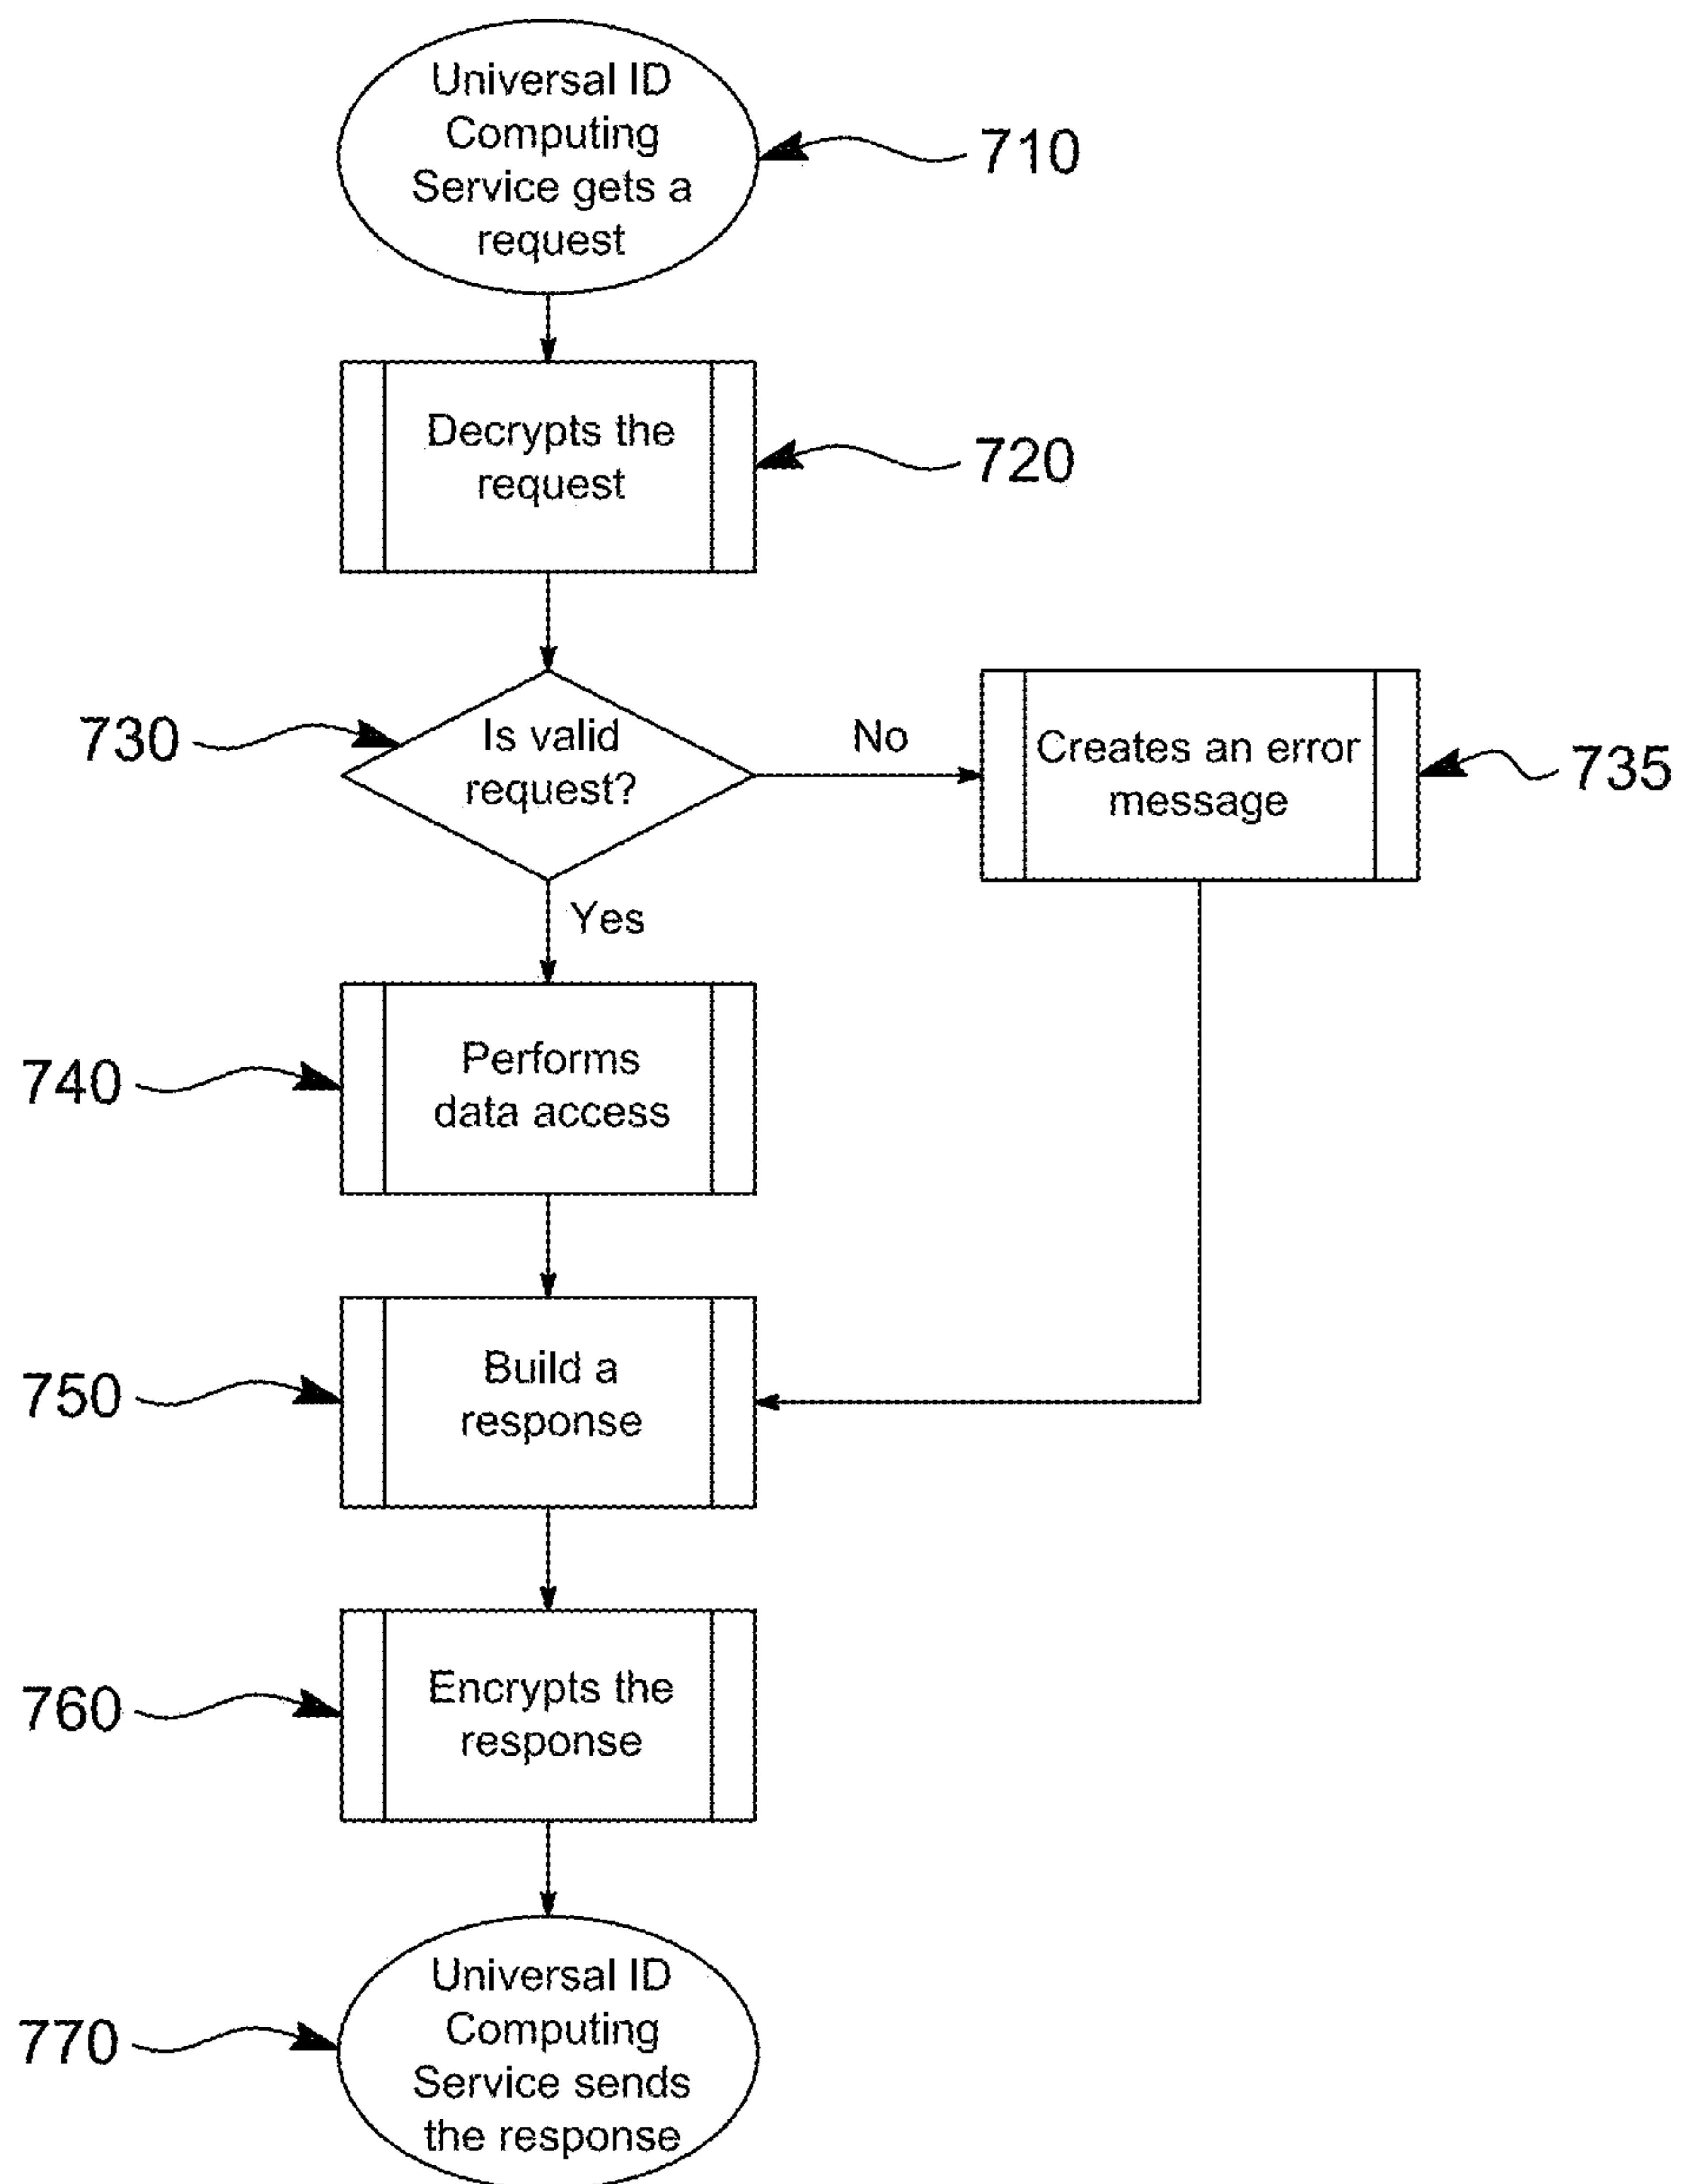 Universal ID
Computing
Service gets a
request
710
Decrypts the
request
720
730
Is valid
request?
No
Creates an error
message
735
Yes
740
Performs
data access
750
Build a
response
760
Encrypts the
response
770
Universal ID
Computing
Service sends
the response